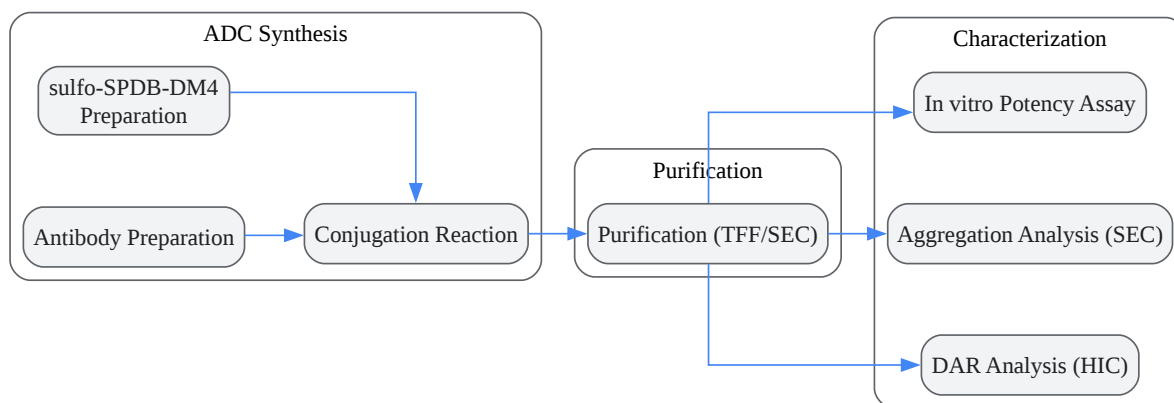 ADC Synthesis
sulfo-SPDB-DM4
Preparation
Antibody Preparation
Conjugation Reaction
Purification
Purification (TFF/SEC)
Characterization
In vitro Potency Assay
Aggregation Analysis (SEC)
DAR Analysis (HIC)